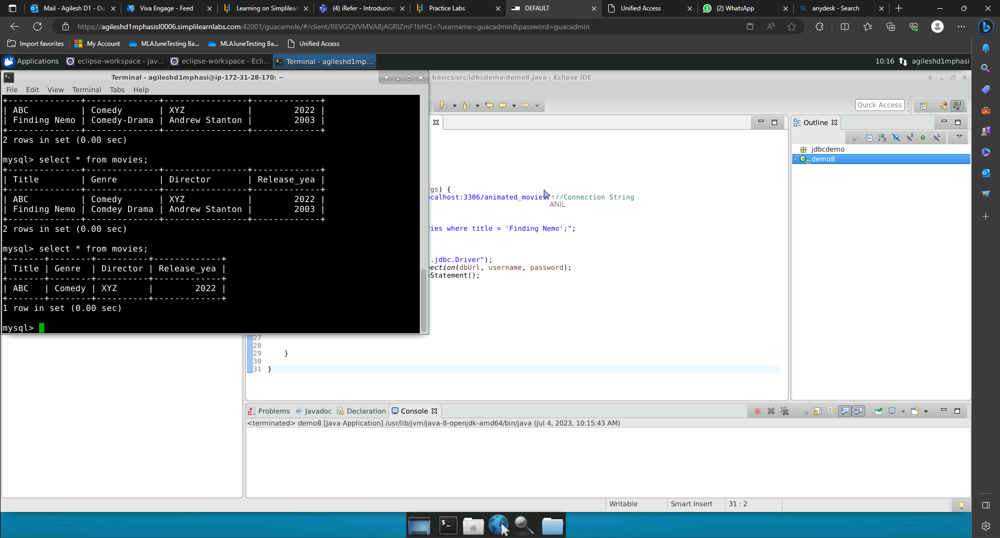 Mail - Agilesh D1 - Ou
Viva Engage - Feed
Learning on Simplilear
(4) iRefer - Introducing
Practice Labs
DEFAULT
Unified Access
(2) WhatsApp
anydesk - Search
https://agileshd1mphasisl0006.simplilearnlabs.com:42001/guacamole/#/client/REVGQVVMVABjAGRlZmF1bHQ=?username=guacadmin&password=guacadmin
Import favorites
My Account
MLAJuneTesting Ba...
MLAJuneTesting Ba...
Unified Access
Applications
eclipse-workspace - jav...
eclipse-workspace - Ecli...
Terminal - agileshd1mp...
10:16
agileshd1mphasi
Terminal - agileshd1mphasi@ip-172-31-28-170: ~
basics/src/jdbcdemo/demo8.java - Eclipse IDE
File Edit View Terminal Tabs Help
+--------------+--------------+----------------+-------------+
| ABC | Comedy | XYZ | 2022 |
| Finding Nemo | Comedy-Drama | Andrew Stanton | 2003 |
+--------------+--------------+----------------+-------------+
2 rows in set (0.00 sec)
mysql> select * from movies;
+--------------+--------------+----------------+-------------+
| Title | Genre | Director | Release_yea |
+--------------+--------------+----------------+-------------+
| ABC | Comedy | XYZ | 2022 |
| Finding Nemo | Comdey Drama | Andrew Stanton | 2003 |
+--------------+--------------+----------------+-------------+
2 rows in set (0.00 sec)
mysql> select * from movies;
+-------+--------+----------+-------------+
| Title | Genre | Director | Release_yea |
+-------+--------+----------+-------------+
| ABC | Comedy | XYZ | 2022 |
+-------+--------+----------+-------------+
1 row in set (0.00 sec)
mysql>
Quick Access
Outline
jdbcdemo
demo8
rgs) {
ocalhost:3306/animated_movies ://Connection String
ANIL
ies where title = 'Finding Nemo';";
.jdbc.Driver");
ection(dbUrl, username, password);
eStatement();
27
28
29 }
30
31 }
Problems
Javadoc
Declaration
Console
<terminated> demo8 [Java Application] /usr/lib/jvm/java-8-openjdk-amd64/bin/java (Jul 4, 2023, 10:15:43 AM)
Writable
Smart Insert
31 : 2